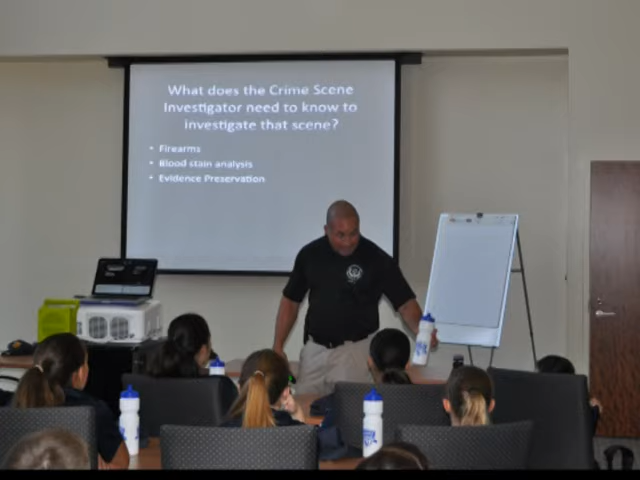 What does the Crime Scene
Investigator need to know to
investigate that scene?
• Firearms
• Blood stain analysis
• Evidence Preservation